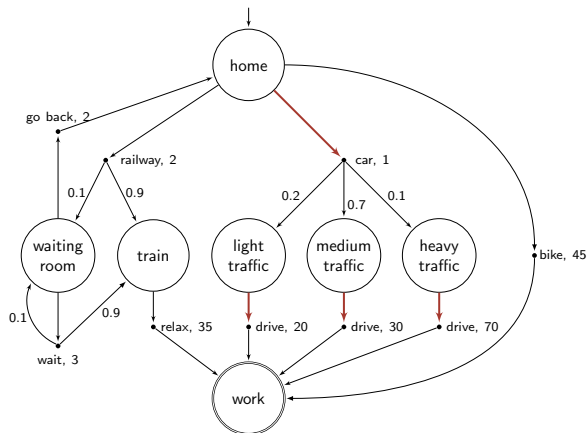 home
go back, 2
railway, 2
car, 1
0.1
0.9
0.2
0.7
0.1
waiting
room
train
light
traffic
medium
traffic
heavy
traffic
bike, 45
0.1
0.9
wait, 3
relax, 35
drive, 20
drive, 30
drive, 70
work